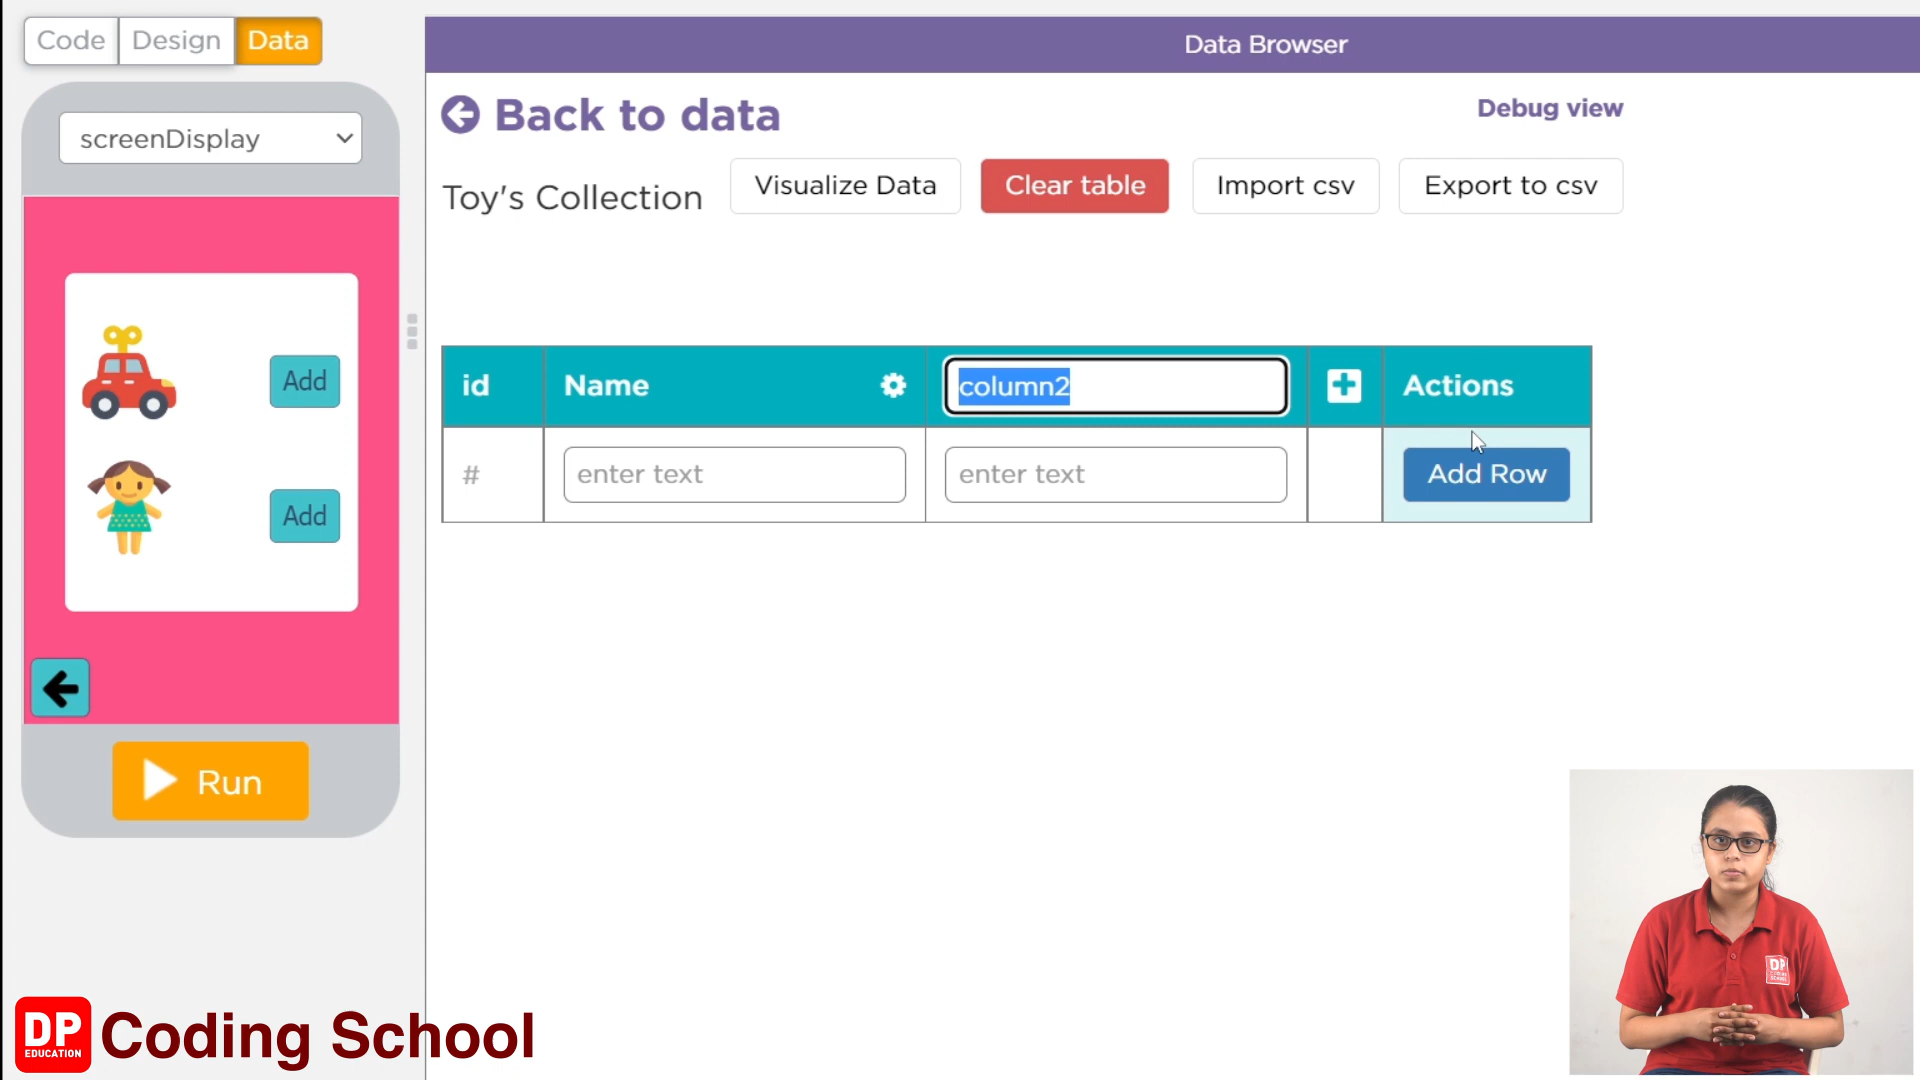 Code Design Data
Data Browser
screenDisplay
Back to data
Debug view
Toy's Collection
Visualize Data
Clear table
Import csv
Export to csv
id
Name
column2
Actions
#
enter text
enter text
Add Row
Add
Add
Run
DP
EDUCATION
Coding School
DP